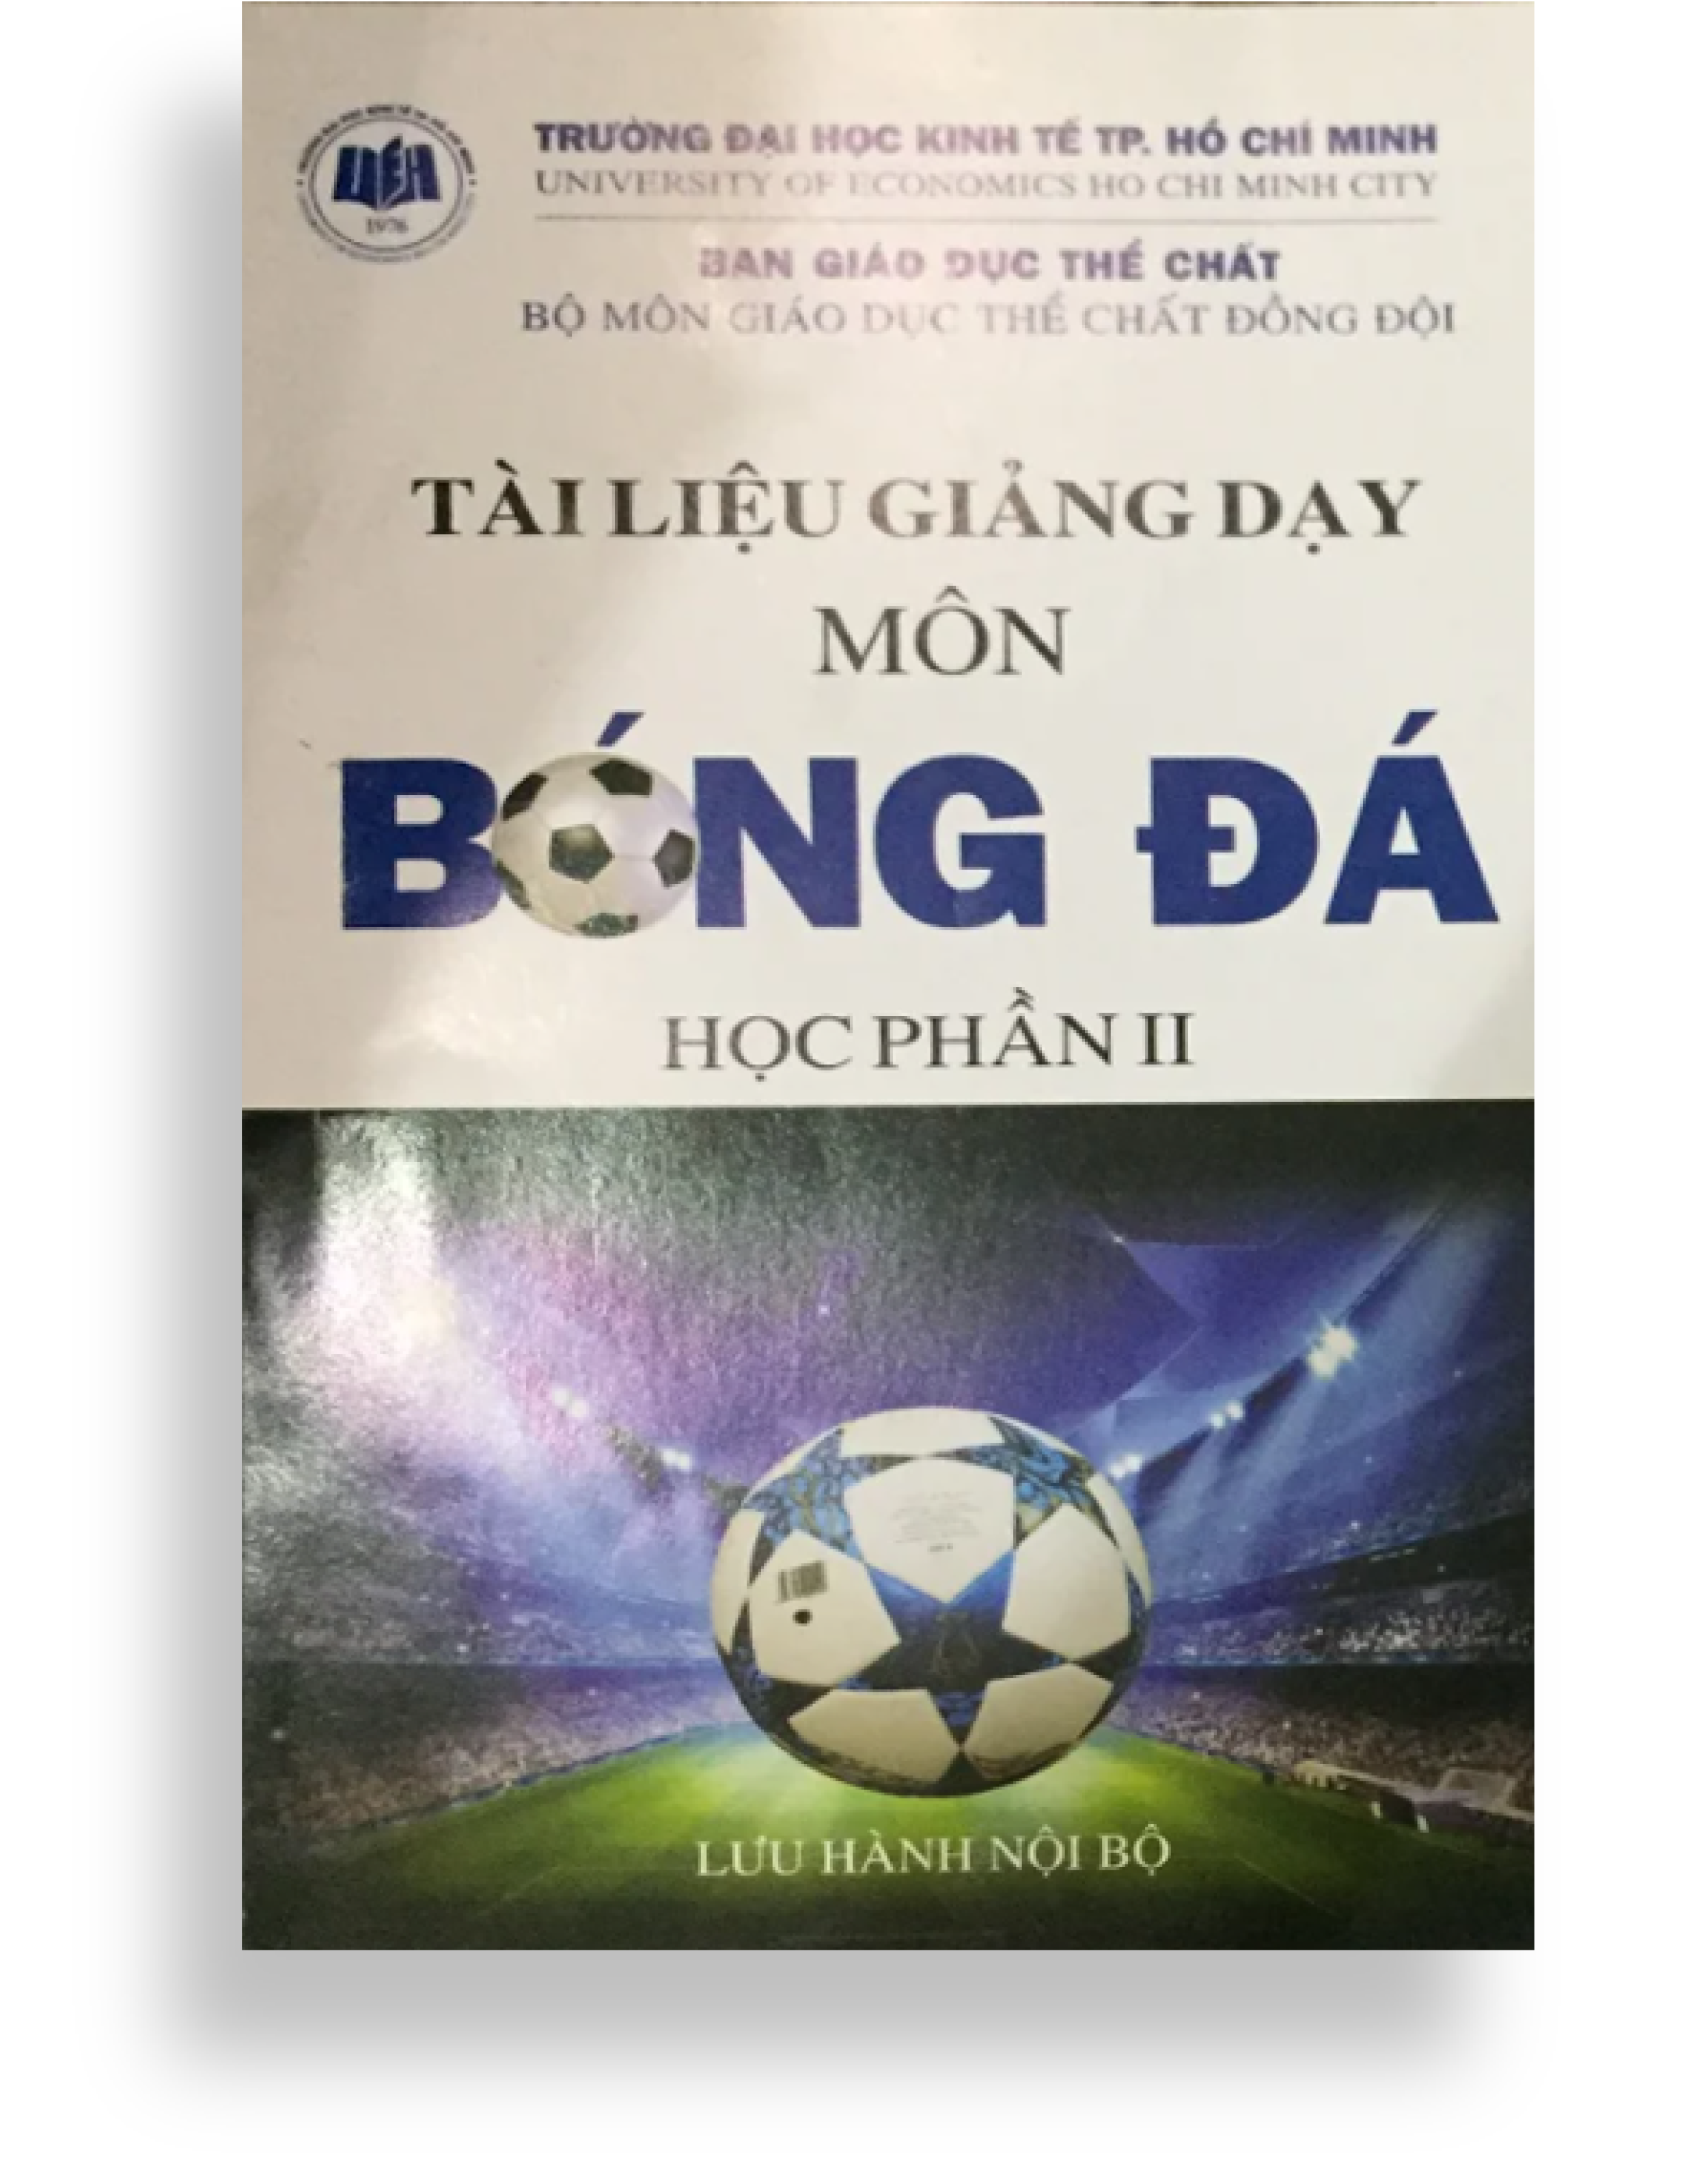 UEH
1976
TRƯỜNG ĐẠI HỌC KINH TẾ TP. HỒ CHÍ MINH
UNIVERSITY OF ECONOMICS HO CHI MINH CITY
BAN GIÁO DỤC THỂ CHẤT
BỘ MÔN GIÁO DỤC THỂ CHẤT ĐỒNG ĐỘI
TÀI LIỆU GIẢNG DẠY
MÔN
BÓNG ĐÁ
HỌC PHẦN II
LƯU HÀNH NỘI BỘ